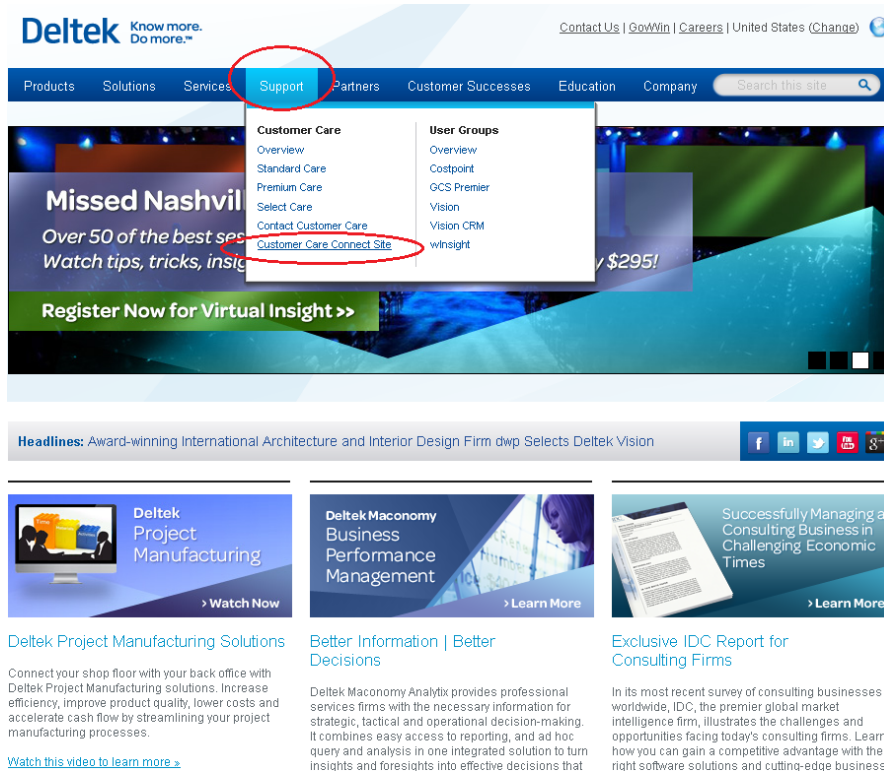 Deltek Know more.
Do more.™
Contact Us | GovWin | Careers | United States (Change)
Products Solutions Services Support Partners Customer Successes Education Company Search this site
Customer Care
Overview
Standard Care
Premium Care
Select Care
Contact Customer Care
Customer Care Connect Site
User Groups
Overview
Costpoint
GCS Premier
Vision
Vision CRM
wInsight
Missed Nashvil
Over 50 of the best ses
Watch tips, tricks, insig y $295!
Register Now for Virtual Insight >>
Headlines: Award-winning International Architecture and Interior Design Firm dwp Selects Deltek Vision
Deltek
Project
Manufacturing
> Watch Now
Deltek Project Manufacturing Solutions
Connect your shop floor with your back office with
Deltek Project Manufacturing solutions. Increase
efficiency, improve product quality, lower costs and
accelerate cash flow by streamlining your project
manufacturing processes.
Watch this video to learn more »
Deltek Maconomy
Business
Performance
Management
> Learn More
Better Information | Better
Decisions
Deltek Maconomy Analytix provides professional
services firms with the necessary information for
strategic, tactical and operational decision-making.
It combines easy access to reporting, and ad hoc
query and analysis in one integrated solution to turn
insights and foresights into effective decisions that
Successfully Managing a
Consulting Business in
Challenging Economic
Times
> Learn More
Exclusive IDC Report for
Consulting Firms
In its most recent survey of consulting businesses
worldwide, IDC, the premier global market
intelligence firm, illustrates the challenges and
opportunities facing today's consulting firms. Learn
how you can gain a competitive advantage with the
right software solutions and cutting-edge business